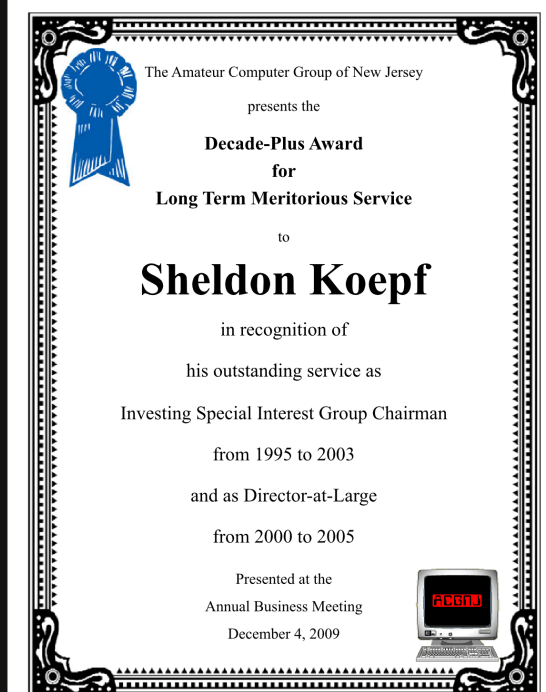 The Amateur Computer Group of New Jersey
presents the
Decade-Plus Award
for
Long Term Meritorious Service
to
Sheldon Koepf
in recognition of
his outstanding service as
Investing Special Interest Group Chairman
from 1995 to 2003
and as Director-at-Large
from 2000 to 2005
Presented at the
Annual Business Meeting
December 4, 2009
ACGNJ